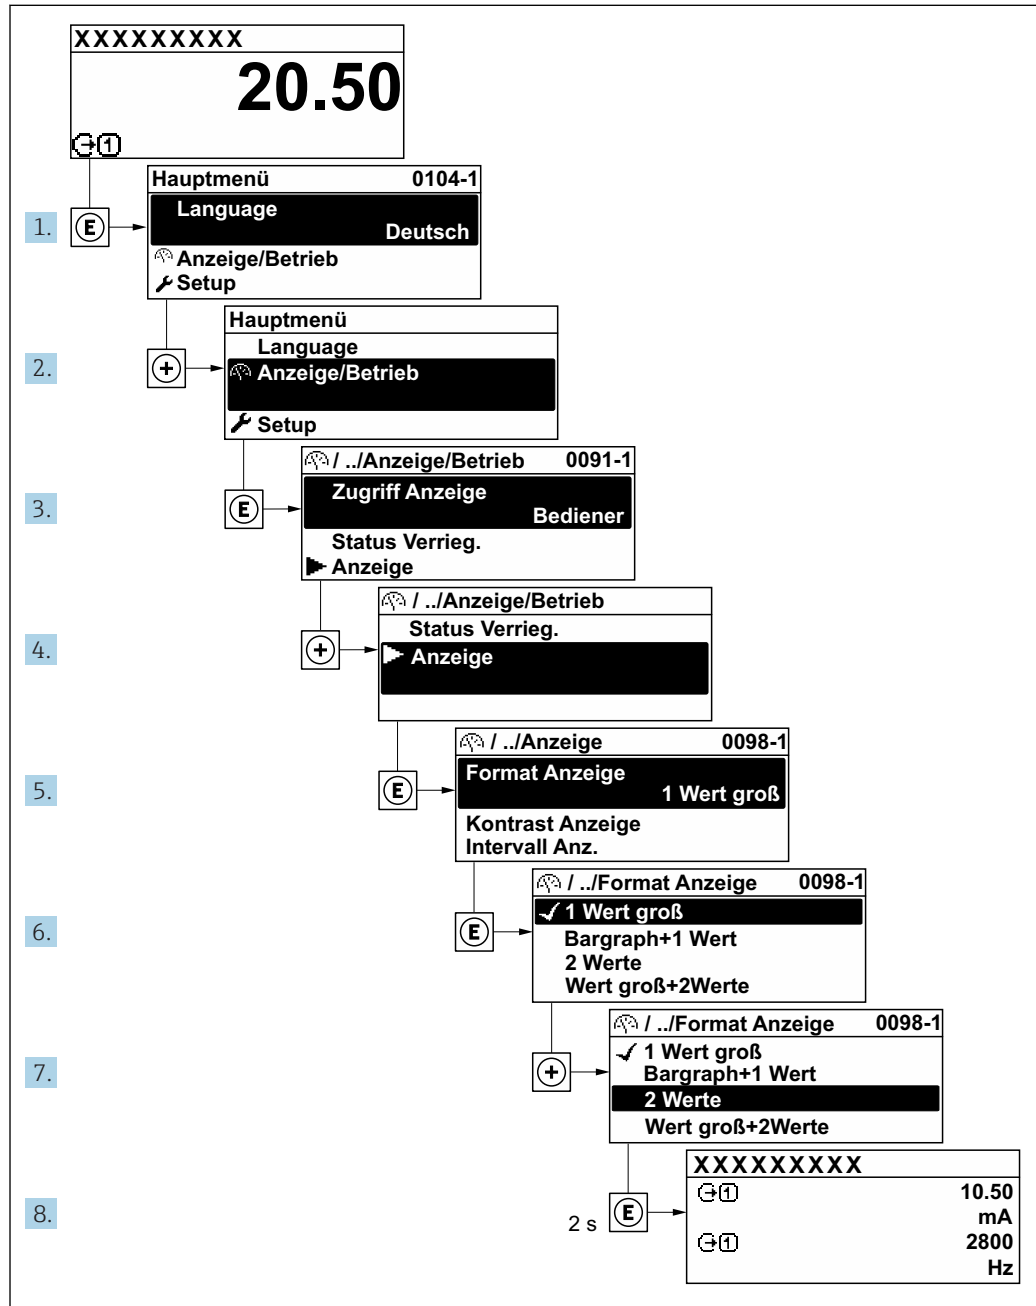 XXXXXXXXX
20.50
1
1.
E
Hauptmenü 0104-1
Language
Deutsch
Anzeige/Betrieb
Setup
2.
+
Hauptmenü
Language
Anzeige/Betrieb
Setup
3.
E
/ ../Anzeige/Betrieb 0091-1
Zugriff Anzeige
Bediener
Status Verrieg.
Anzeige
4.
+
/ ../Anzeige/Betrieb
Status Verrieg.
Anzeige
5.
E
/ ../Anzeige 0098-1
Format Anzeige
1 Wert groß
Kontrast Anzeige
Intervall Anz.
6.
E
/ ../Format Anzeige 0098-1
1 Wert groß
Bargraph+1 Wert
2 Werte
Wert groß+2Werte
7.
+
/ ../Format Anzeige 0098-1
1 Wert groß
Bargraph+1 Wert
2 Werte
Wert groß+2Werte
8.
2 s
E
XXXXXXXXX
1 10.50
mA
1 2800
Hz